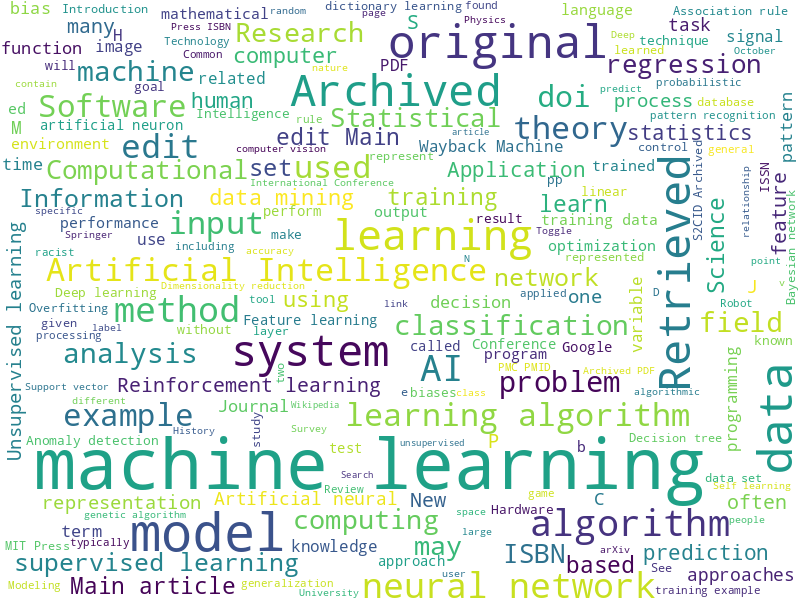 bias
Introduction
mathematical
random
dictionary learning
found
language
Association rule
many
H
Press ISBN
page
Physics
task
function
image
Technology
Research
S
original
Deep
technique
signal
Common
computer
learned
October
will
machine
goal
related
PDF
regression
contain
nature
predict
probabilistic
ed
Software
human
Archived
doi
process
database
M
artificial neuron
Intelligence
rule
Statistical
theory
statistics
pattern recognition
pattern
environment
edit
computer vision
edit Main
article
Wayback Machine
control
general
time
Computational
set
used
represent
Application
trained
International Conference
pp
linear
Information
data mining
training
learn
ISSN
S2CID Archived
relationship
specific
performance
perform
output
result
training data
feature
Springer
use
including
make
input
learning
Toggle
optimization
Retrieved
Science
Bayesian network
Unsupervised learning
racist
accuracy
N
represented
point
Artificial Intelligence
network
Robot
v
Deep learning
Dimensionality reduction
tool
using
link
decision
applied
one
variable
D
J
Overfitting
method
Feature learning
given
label
without
layer
classification
field
processing
analysis
system
called
Conference
Google
known
program
PMC PMID
Archived PDF
AI
problem
Support vector
Reinforcement learning
two
e
biases
class
algorithmic
programming
data
different
example
Journal
Wikipedia
learning algorithm
Anomaly detection
History
study
Survey
unsupervised
P
b
Decision tree
test
machine learning
Search
data set
Self learning
representation
Artificial neural
Review
New
game
C
often
genetic algorithm
space
Hardware
people
term
model
computing
large
algorithm
MIT Press
typically
knowledge
may
ISBN
arXiv
prediction
supervised learning
approach
based
See
approaches
Modeling
Main article
generalization
University
user
neural network
training example